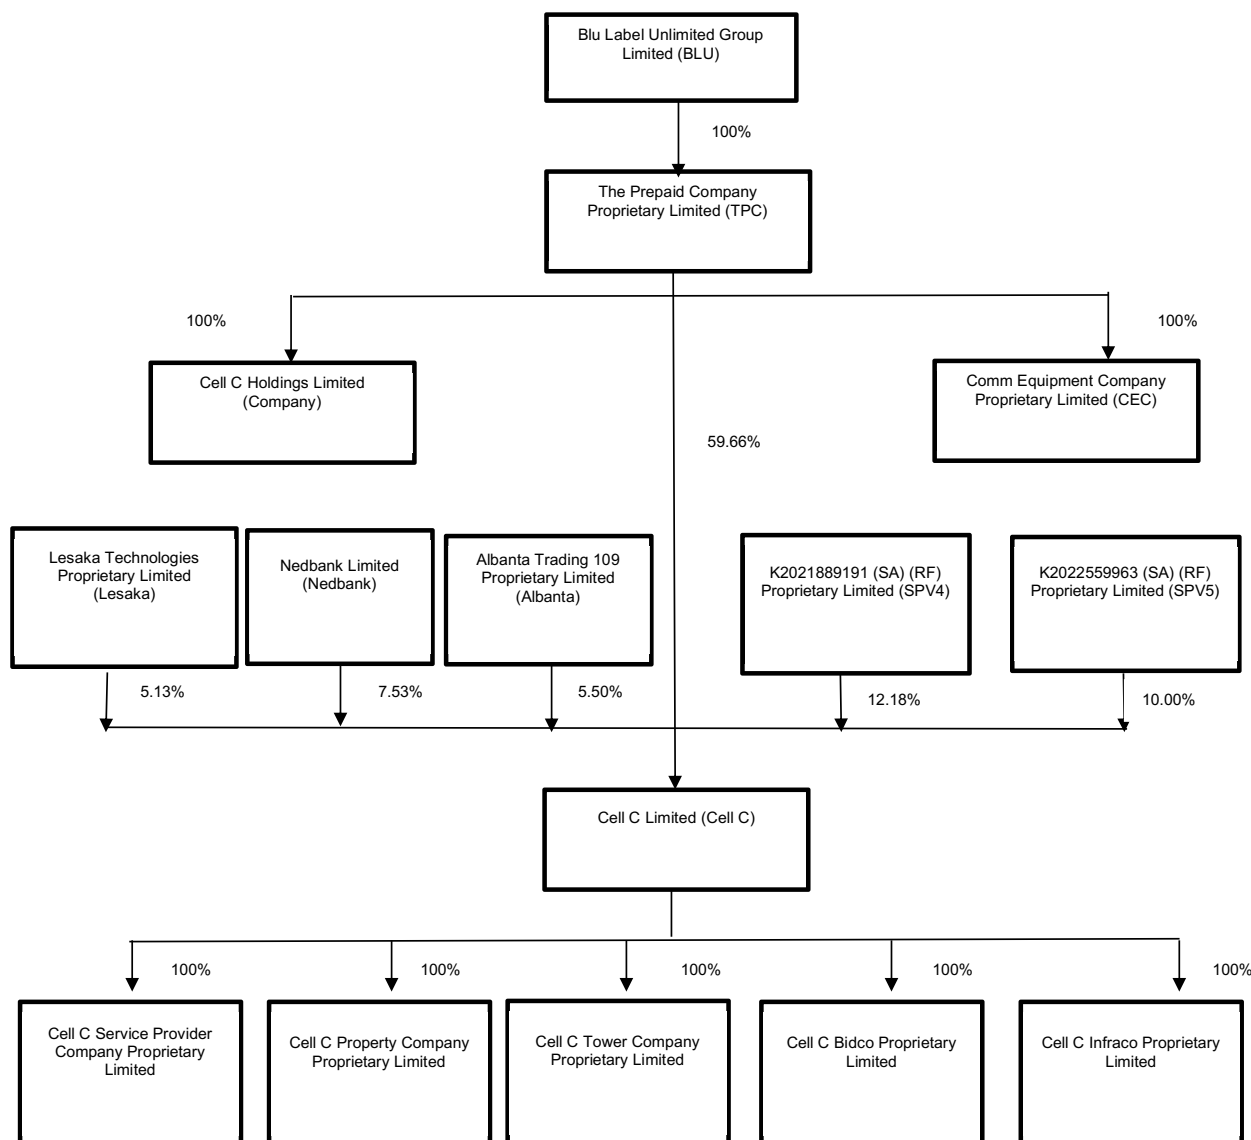 Blu Label Unlimited Group
Limited (BLU)
100%
The Prepaid Company
Proprietary Limited (TPC)
100%
100%
Cell C Holdings Limited
(Company)
Comm Equipment Company
Proprietary Limited (CEC)
59.66%
Lesaka Technologies
Proprietary Limited
(Lesaka)
Nedbank Limited
(Nedbank)
Albanta Trading 109
Proprietary Limited
(Albanta)
K2021889191 (SA) (RF)
Proprietary Limited (SPV4)
K2022559963 (SA) (RF)
Proprietary Limited (SPV5)
5.13%
7.53%
5.50%
12.18%
10.00%
Cell C Limited (Cell C)
100%
100%
100%
100%
100%
Cell C Service Provider
Company Proprietary
Limited
Cell C Property Company
Proprietary Limited
Cell C Tower Company
Proprietary Limited
Cell C Bidco Proprietary
Limited
Cell C Infraco Proprietary
Limited